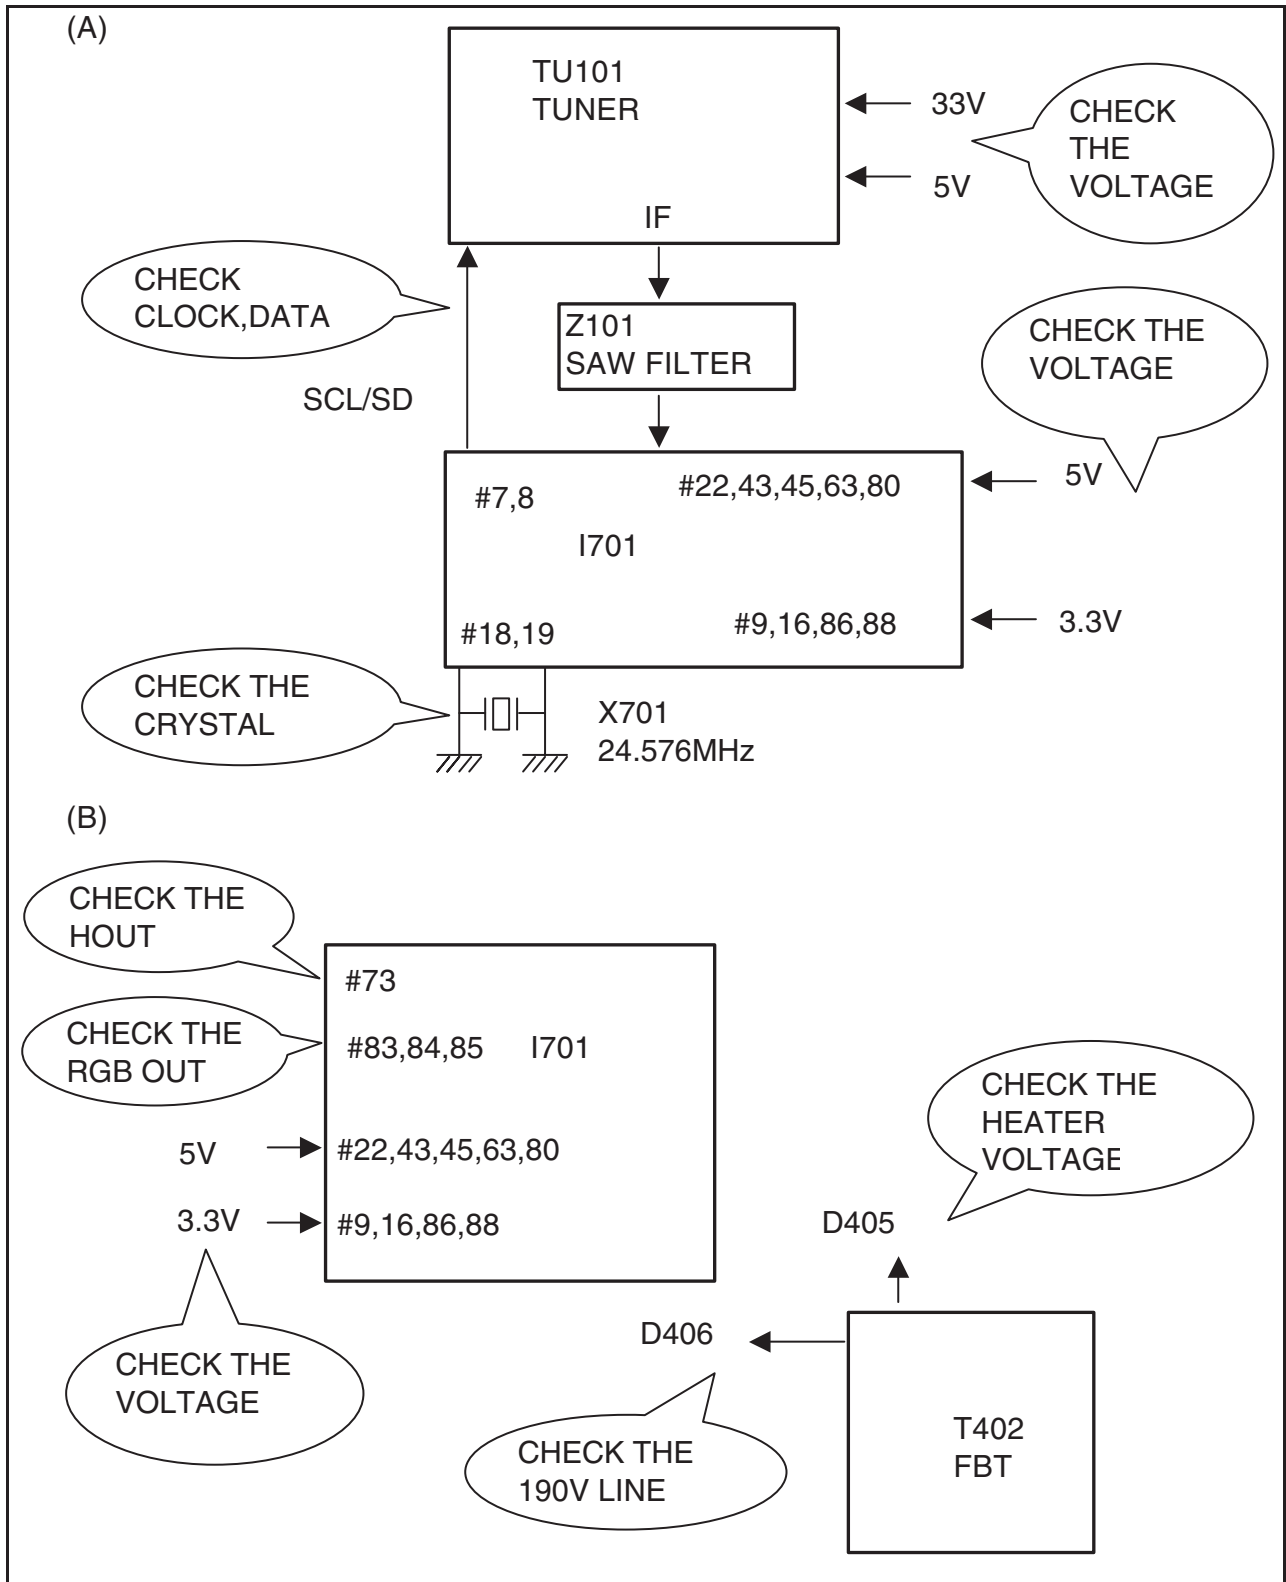 (A)
TU101
TUNER
33V
5V
IF
CHECK
THE
VOLTAGE
CHECK
CLOCK,DATA
SCL/SD
Z101
SAW FILTER
CHECK THE
VOLTAGE
#7,8
#22,43,45,63,80
5V
I701
#18,19
#9,16,86,88
3.3V
CHECK THE
CRYSTAL
X701
24.576MHz
(B)
CHECK THE
HOUT
#73
CHECK THE
RGB OUT
#83,84,85
I701
5V
#22,43,45,63,80
3.3V
#9,16,86,88
CHECK THE
VOLTAGE
CHECK THE
HEATER
VOLTAGE
D405
D406
CHECK THE
190V LINE
T402
FBT